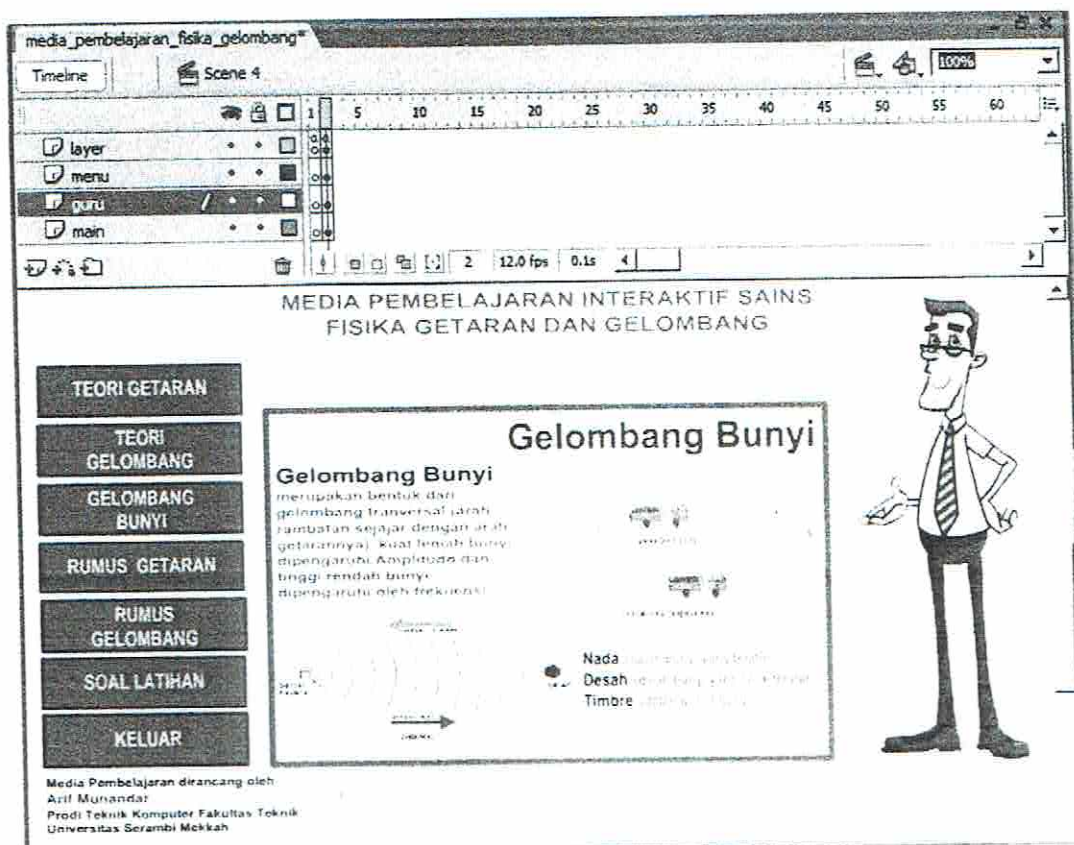 media_pembelajaran_fisika_gelombang*
Timeline
Scene 4
100%
1 5 10 15 20 25 30 35 40 45 50 55 60
layer
menu
guru
main
2 12.0 fps 0.1s
MEDIA PEMBELAJARAN INTERAKTIF SAINS
FISIKA GETARAN DAN GELOMBANG
TEORI GETARAN
TEORI
GELOMBANG
GELOMBANG
BUNYI
RUMUS GETARAN
RUMUS
GELOMBANG
SOAL LATIHAN
KELUAR
Gelombang Bunyi
Gelombang Bunyi
merupakan bentuk dari
gelombang tranversal (arah
rambatan sejajar dengan arah
getarannya). kuat lemah bunyi
dipengaruhi Amplitudo dan
tinggi rendah bunyi
dipengaruhi oleh frekuensi
Nada
Desah
Timbre
Media Pembelajaran dirancang oleh
Arif Munandar
Prodi Teknik Komputer Fakultas Teknik
Universitas Serambi Mekkah